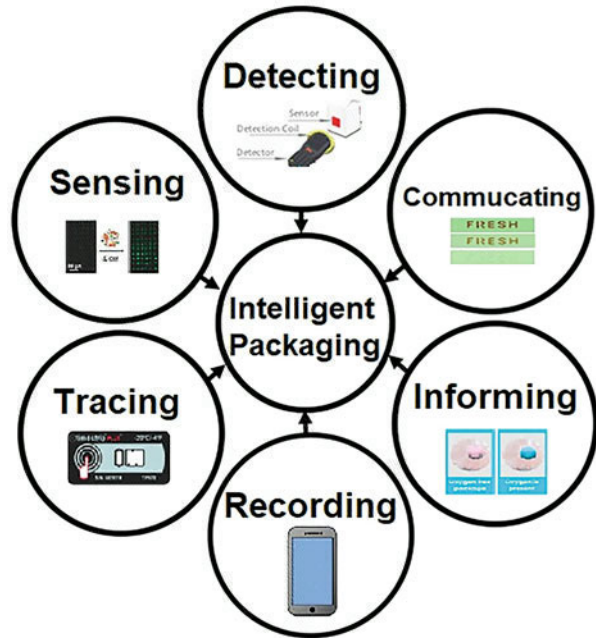 Detecting
Sensor
Detection Coil
Detector
Sensing
Commucating
FRESH
FRESH
Intelligent
Packaging
Tracing
Informing
Recording